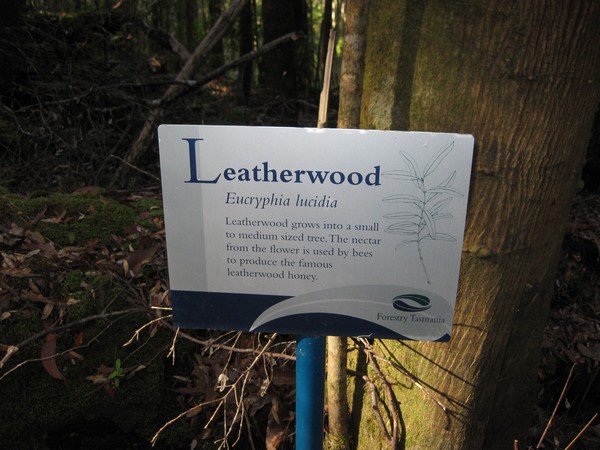 Leatherwood
Eucryphia lucidia
Leatherwood grows into a small
to medium sized tree. The nectar
from the flower is used by bees
to produce the famous
leatherwood honey.
Forestry Tasmania